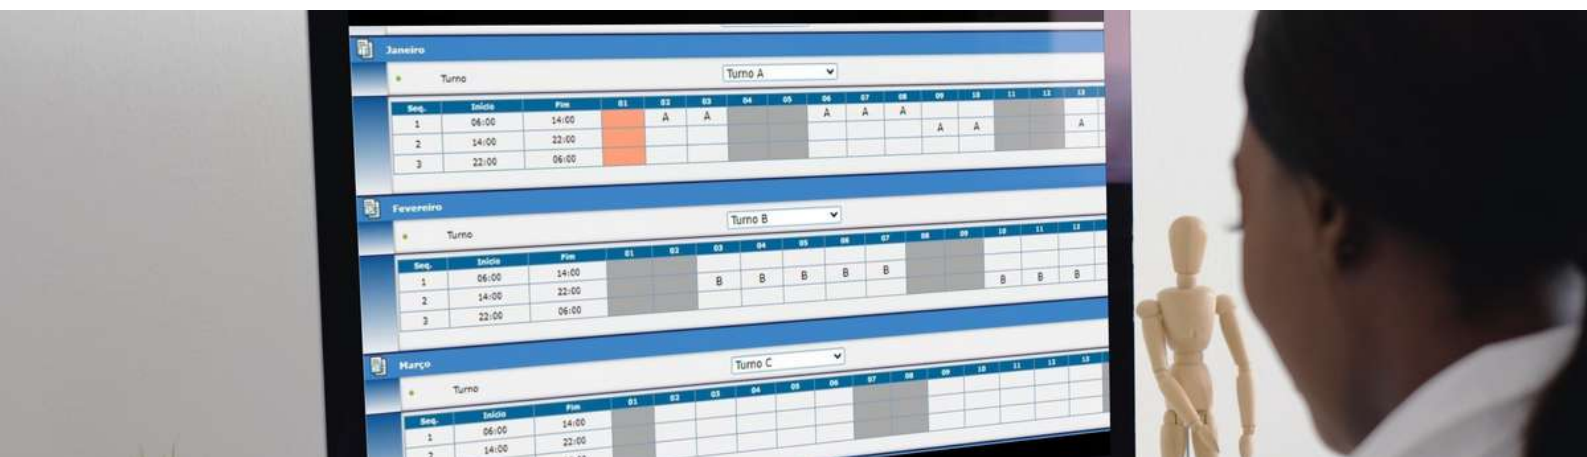 Janeiro
Turno Turno A
Seq. Início Fim 01 02 03 04 05 06 07 08 09 10 11 12 13
1 06:00 14:00 A A A A A
2 14:00 22:00 A A A
3 22:00 06:00
Fevereiro
Turno Turno B
Seq. Início Fim 01 02 03 04 05 06 07 08 09 10 11 12
1 06:00 14:00
2 14:00 22:00 B B B B B B B B
3 22:00 06:00
Março
Turno Turno C
Seq. Início Fim 01 02 03 04 05 06 07 08 09 10 11 12 13
1 06:00 14:00
2 14:00 22:00